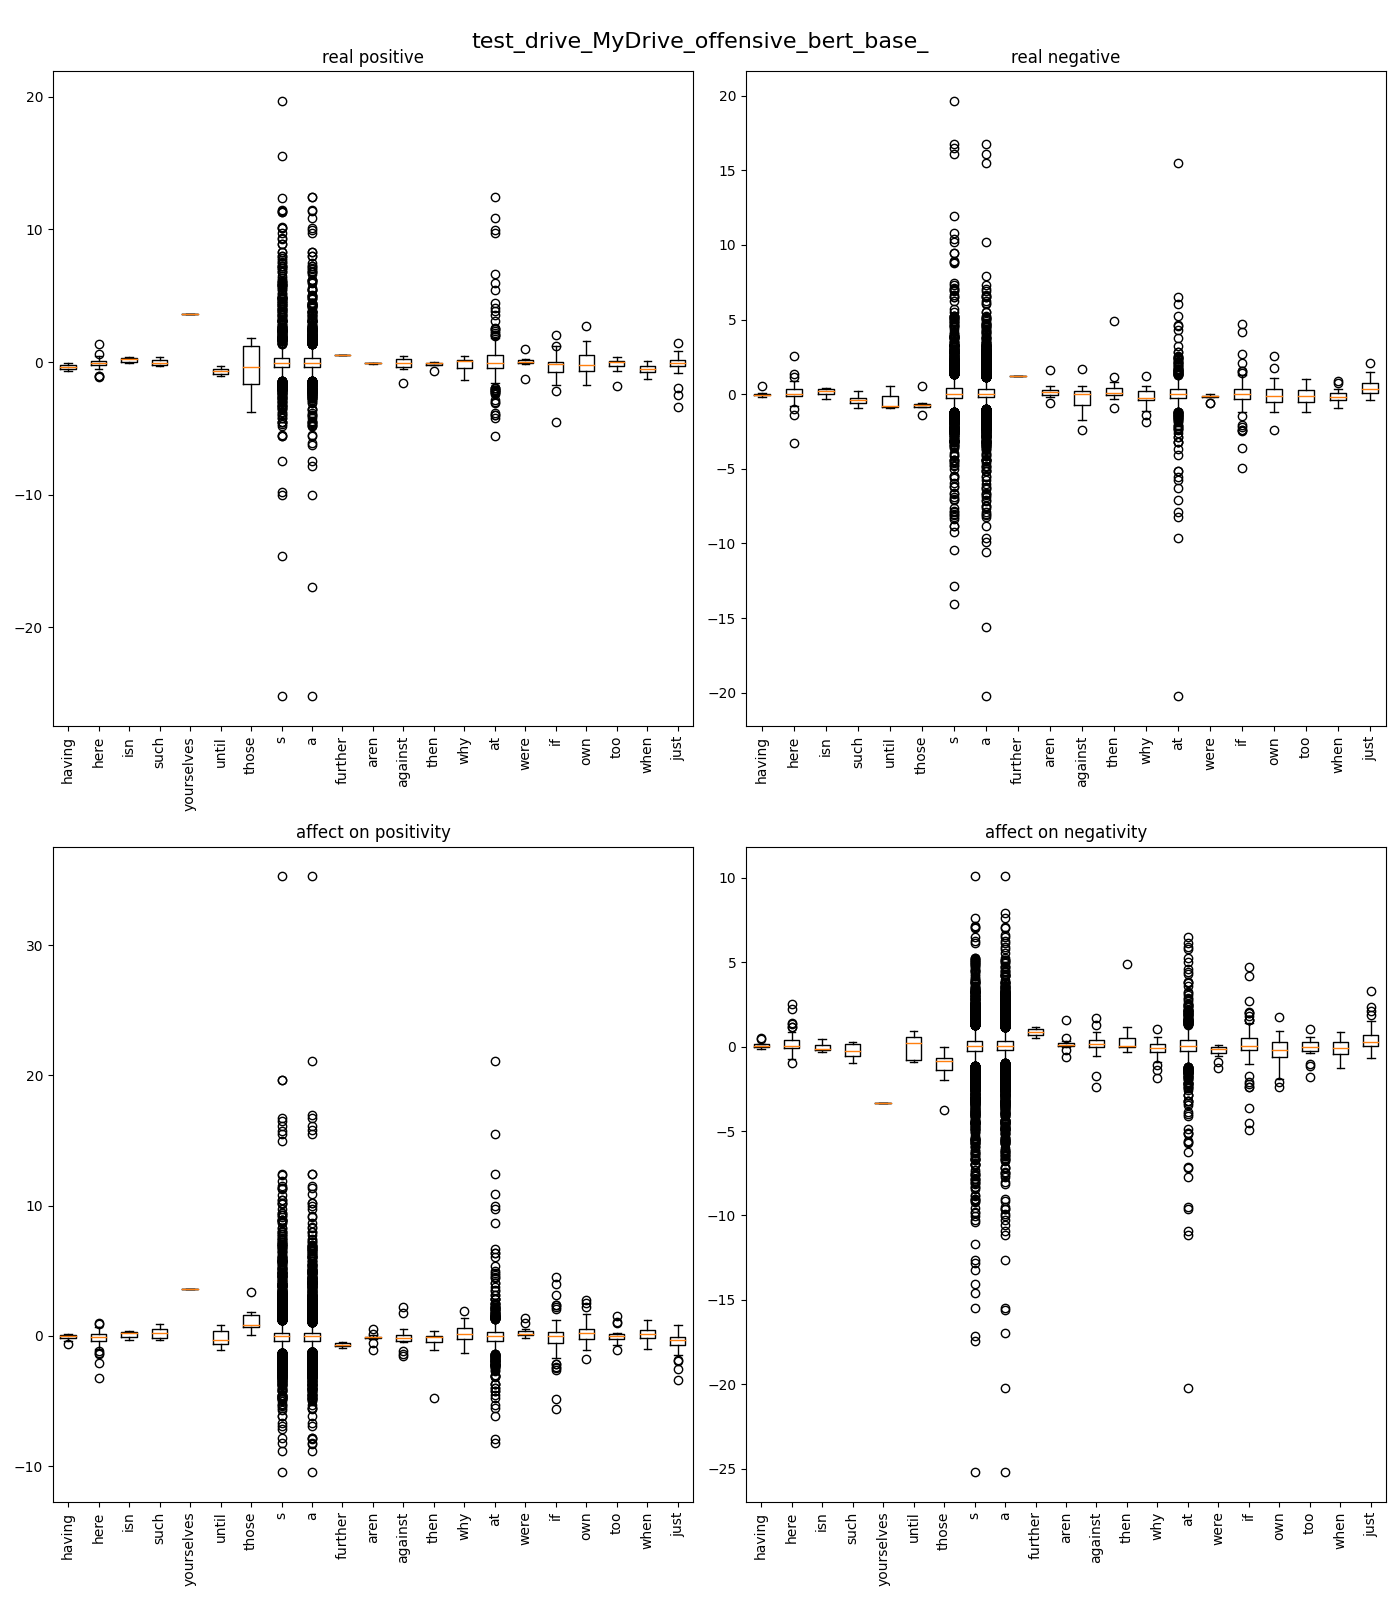 test_drive_MyDrive_offensive_bert_base_
real positive
real negative
20
10
0
−10
−20
having
here
isn
such
yourselves
until
those
s
a
further
aren
against
then
why
at
were
if
own
too
when
just
20
15
10
5
0
−5
−10
−15
−20
having
here
isn
such
until
those
s
a
further
aren
against
then
why
at
were
if
own
too
when
just
affect on positivity
affect on negativity
30
20
10
0
−10
having
here
isn
such
yourselves
until
those
s
a
further
aren
against
then
why
at
were
if
own
too
when
just
10
5
0
−5
−10
−15
−20
−25
having
here
isn
such
yourselves
until
those
s
a
further
aren
against
then
why
at
were
if
own
too
when
just